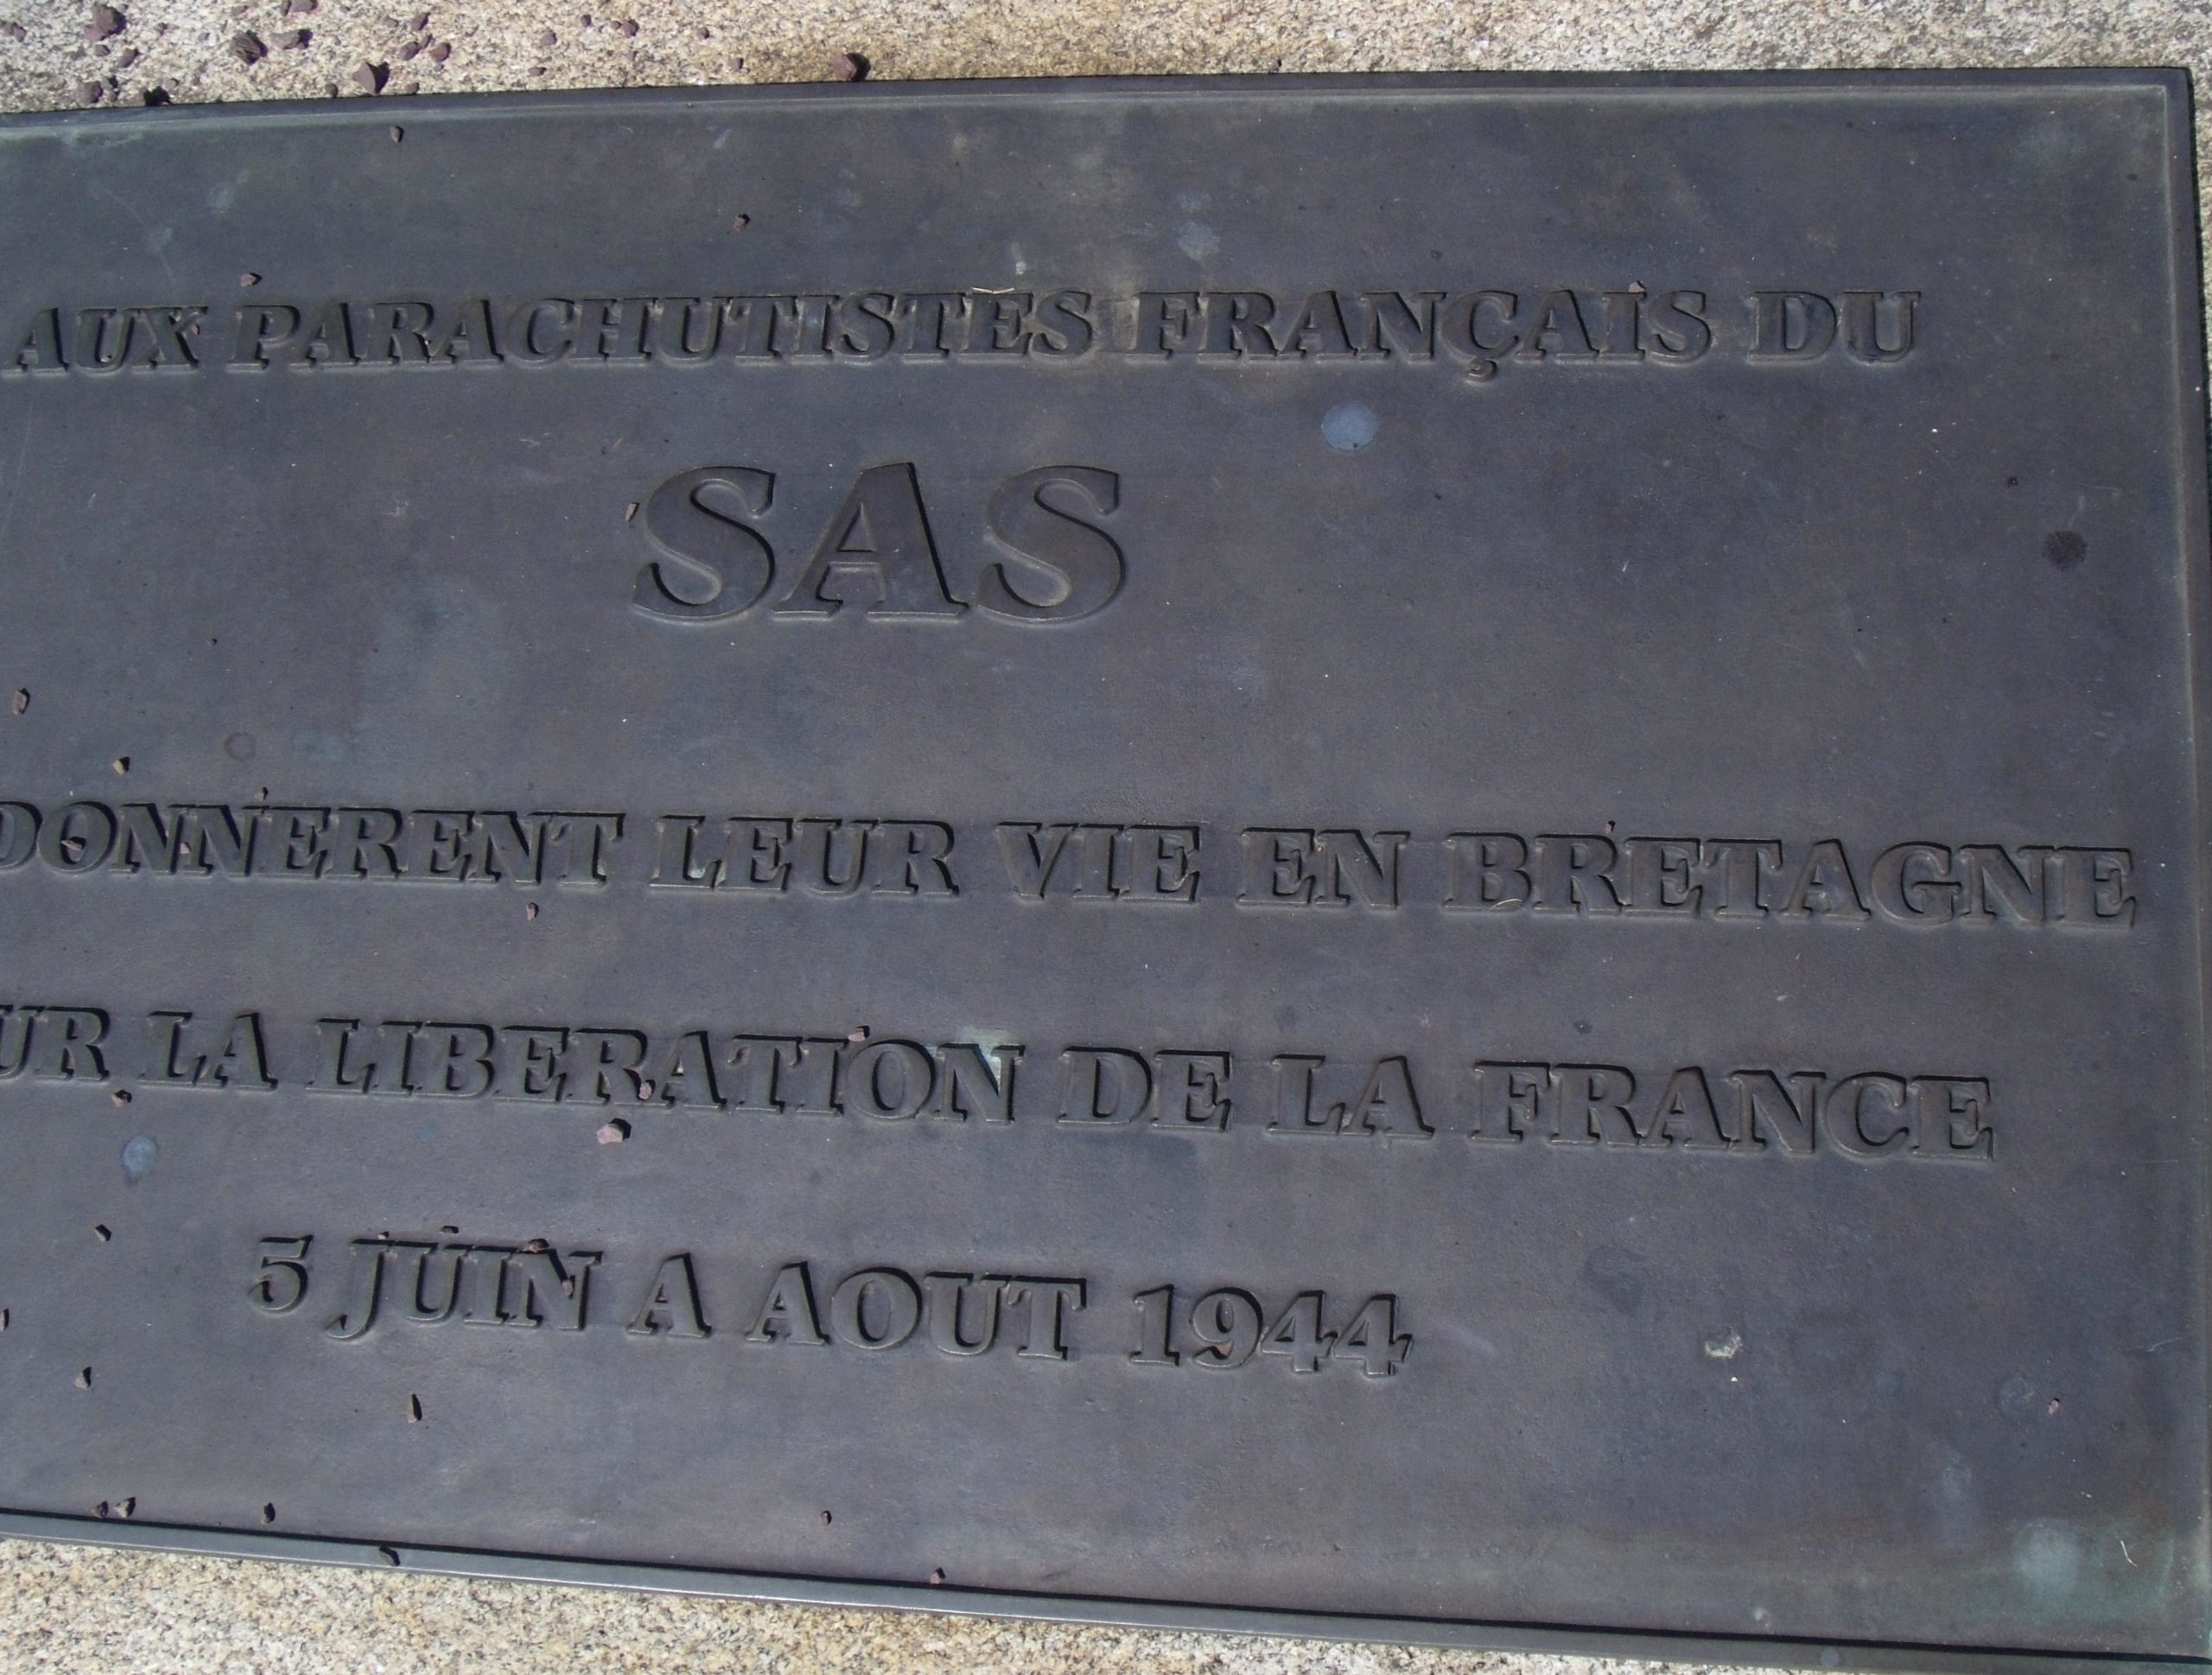 AUX PARACHUTISTES FRANÇAIS DU
SAS
DONNERENT LEUR VIE EN BRETAGNE
UR LA LIBERATION DE LA FRANCE
5 JUIN A AOUT 1944